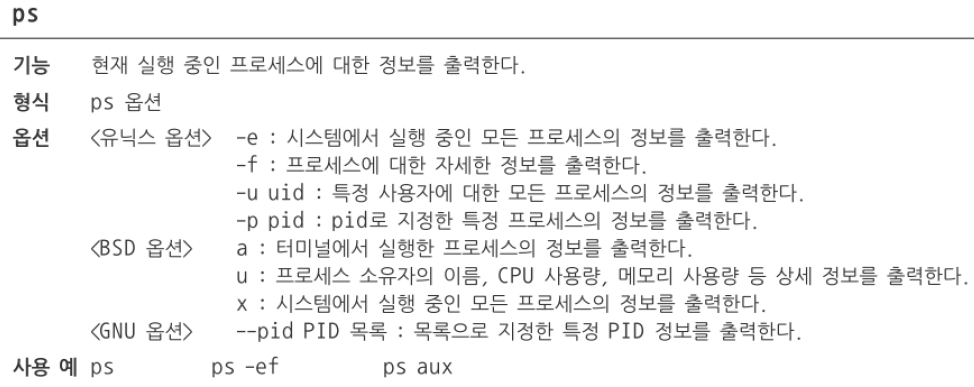 ps
기능 현재 실행 중인 프로세스에 대한 정보를 출력한다.
형식 ps 옵션
옵션 〈유닉스 옵션〉 -e : 시스템에서 실행 중인 모든 프로세스의 정보를 출력한다.
-f : 프로세스에 대한 자세한 정보를 출력한다.
-u uid : 특정 사용자에 대한 모든 프로세스의 정보를 출력한다.
-p pid : pid로 지정한 특정 프로세스의 정보를 출력한다.
〈BSD 옵션〉 a : 터미널에서 실행한 프로세스의 정보를 출력한다.
u : 프로세스 소유자의 이름, CPU 사용량, 메모리 사용량 등 상세 정보를 출력한다.
x : 시스템에서 실행 중인 모든 프로세스의 정보를 출력한다.
〈GNU 옵션〉 --pid PID 목록 : 목록으로 지정한 특정 PID 정보를 출력한다.
사용 예 ps ps -ef ps aux